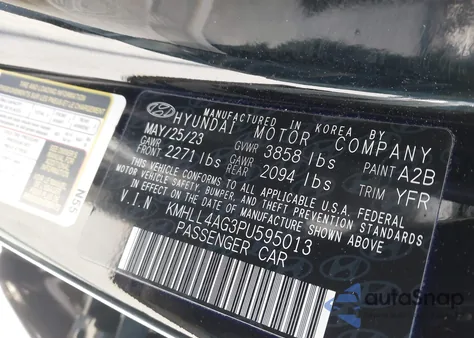 MANUFACTURED IN KOREA BY
HYUNDAI MOTOR COMPANY
MAY/25/23 GVWR 3858 lbs PAINT A2B
GAWR FRONT 2271 lbs GAWR REAR 2094 lbs TRIM YFR
THIS VEHICLE CONFORMS TO ALL APPLICABLE U.S.A. FEDERAL
MOTOR VEHICLE SAFETY, BUMPER, AND THEFT PREVENTION STANDARDS
IN EFFECT ON THE DATE OF MANUFACTURE SHOWN ABOVE
V.I.N KMHLL4AG3PU595013
PASSENGER CAR
N55
autoSnap